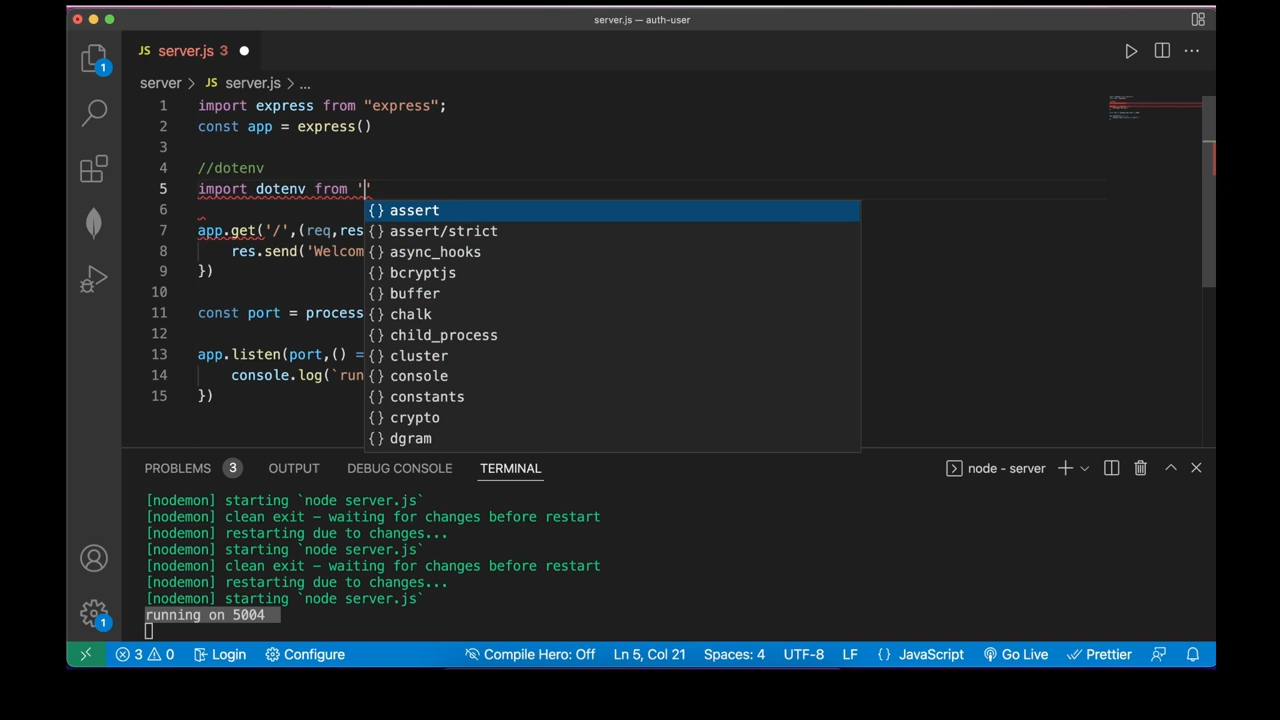 server.js — auth-user
JS server.js 3
server > JS server.js > ...
1 import express from "express";
2 const app = express()
3
4 //dotenv
5 import dotenv from ''
6
7 app.get('/',(req,res
8 res.send('Welcom
9 })
10
11 const port = process
12
13 app.listen(port,() =
14 console.log(`run
15 })
{} assert
{} assert/strict
{} async_hooks
{} bcryptjs
{} buffer
{} chalk
{} child_process
{} cluster
{} console
{} constants
{} crypto
{} dgram
1
1
PROBLEMS 3 OUTPUT DEBUG CONSOLE TERMINAL node - server
[nodemon] starting `node server.js`
[nodemon] clean exit - waiting for changes before restart
[nodemon] restarting due to changes...
[nodemon] starting `node server.js`
[nodemon] clean exit - waiting for changes before restart
[nodemon] restarting due to changes...
[nodemon] starting `node server.js`
running on 5004
3 0 Login Configure Compile Hero: Off Ln 5, Col 21 Spaces: 4 UTF-8 LF {} JavaScript Go Live Prettier